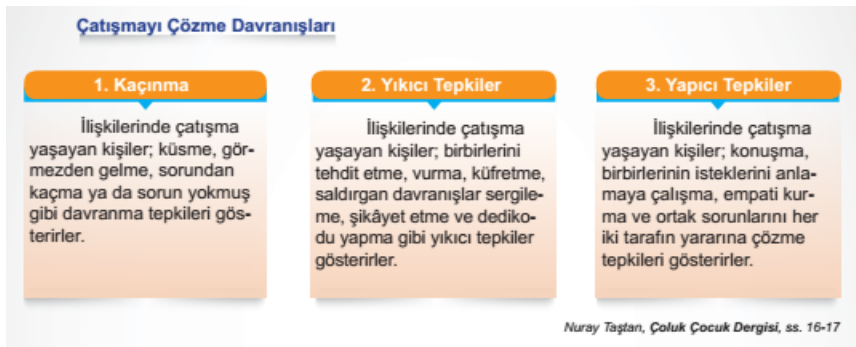 Çatışmayı Çözme Davranışları
1. Kaçınma
İlişkilerinde çatışma
yaşayan kişiler; küsme, gör-
mezden gelme, sorundan
kaçma ya da sorun yokmuş
gibi davranma tepkileri gös-
terirler.
2. Yıkıcı Tepkiler
İlişkilerinde çatışma
yaşayan kişiler; birbirlerini
tehdit etme, vurma, küfretme,
saldırgan davranışlar sergile-
me, şikâyet etme ve dediko-
du yapma gibi yıkıcı tepkiler
gösterirler.
3. Yapıcı Tepkiler
İlişkilerinde çatışma
yaşayan kişiler; konuşma,
birbirlerinin isteklerini anla-
maya çalışma, empati kur-
ma ve ortak sorunlarını her
iki tarafın yararına çözme
tepkileri gösterirler.
Nuray Taştan, Çoluk Çocuk Dergisi, ss. 16-17